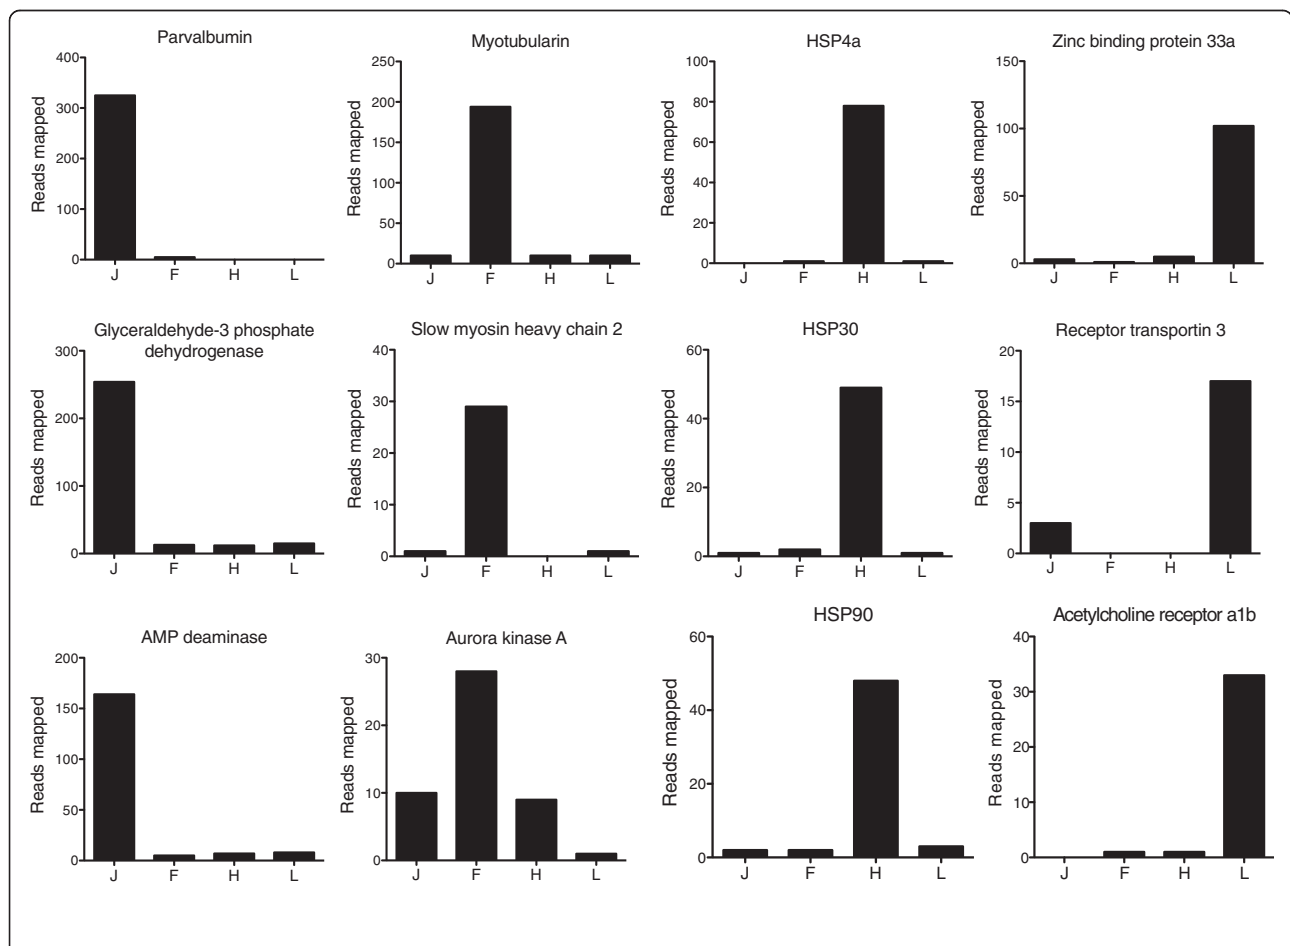 Parvalbumin
Reads mapped
400
300
200
100
0
J F H L
Myotubularin
Reads mapped
250
200
150
100
50
0
J F H L
HSP4a
Reads mapped
100
80
60
40
20
0
J F H L
Zinc binding protein 33a
Reads mapped
150
100
50
0
J F H L
Glyceraldehyde-3 phosphate
dehydrogenase
Reads mapped
300
200
100
0
J F H L
Slow myosin heavy chain 2
Reads mapped
40
30
20
10
0
J F H L
HSP30
Reads mapped
60
40
20
0
J F H L
Receptor transportin 3
Reads mapped
20
15
10
5
0
J F H L
AMP deaminase
Reads mapped
200
150
100
50
0
J F H L
Aurora kinase A
Reads mapped
30
20
10
0
J F H L
HSP90
Reads mapped
60
40
20
0
J F H L
Acetylcholine receptor a1b
Reads mapped
40
30
20
10
0
J F H L